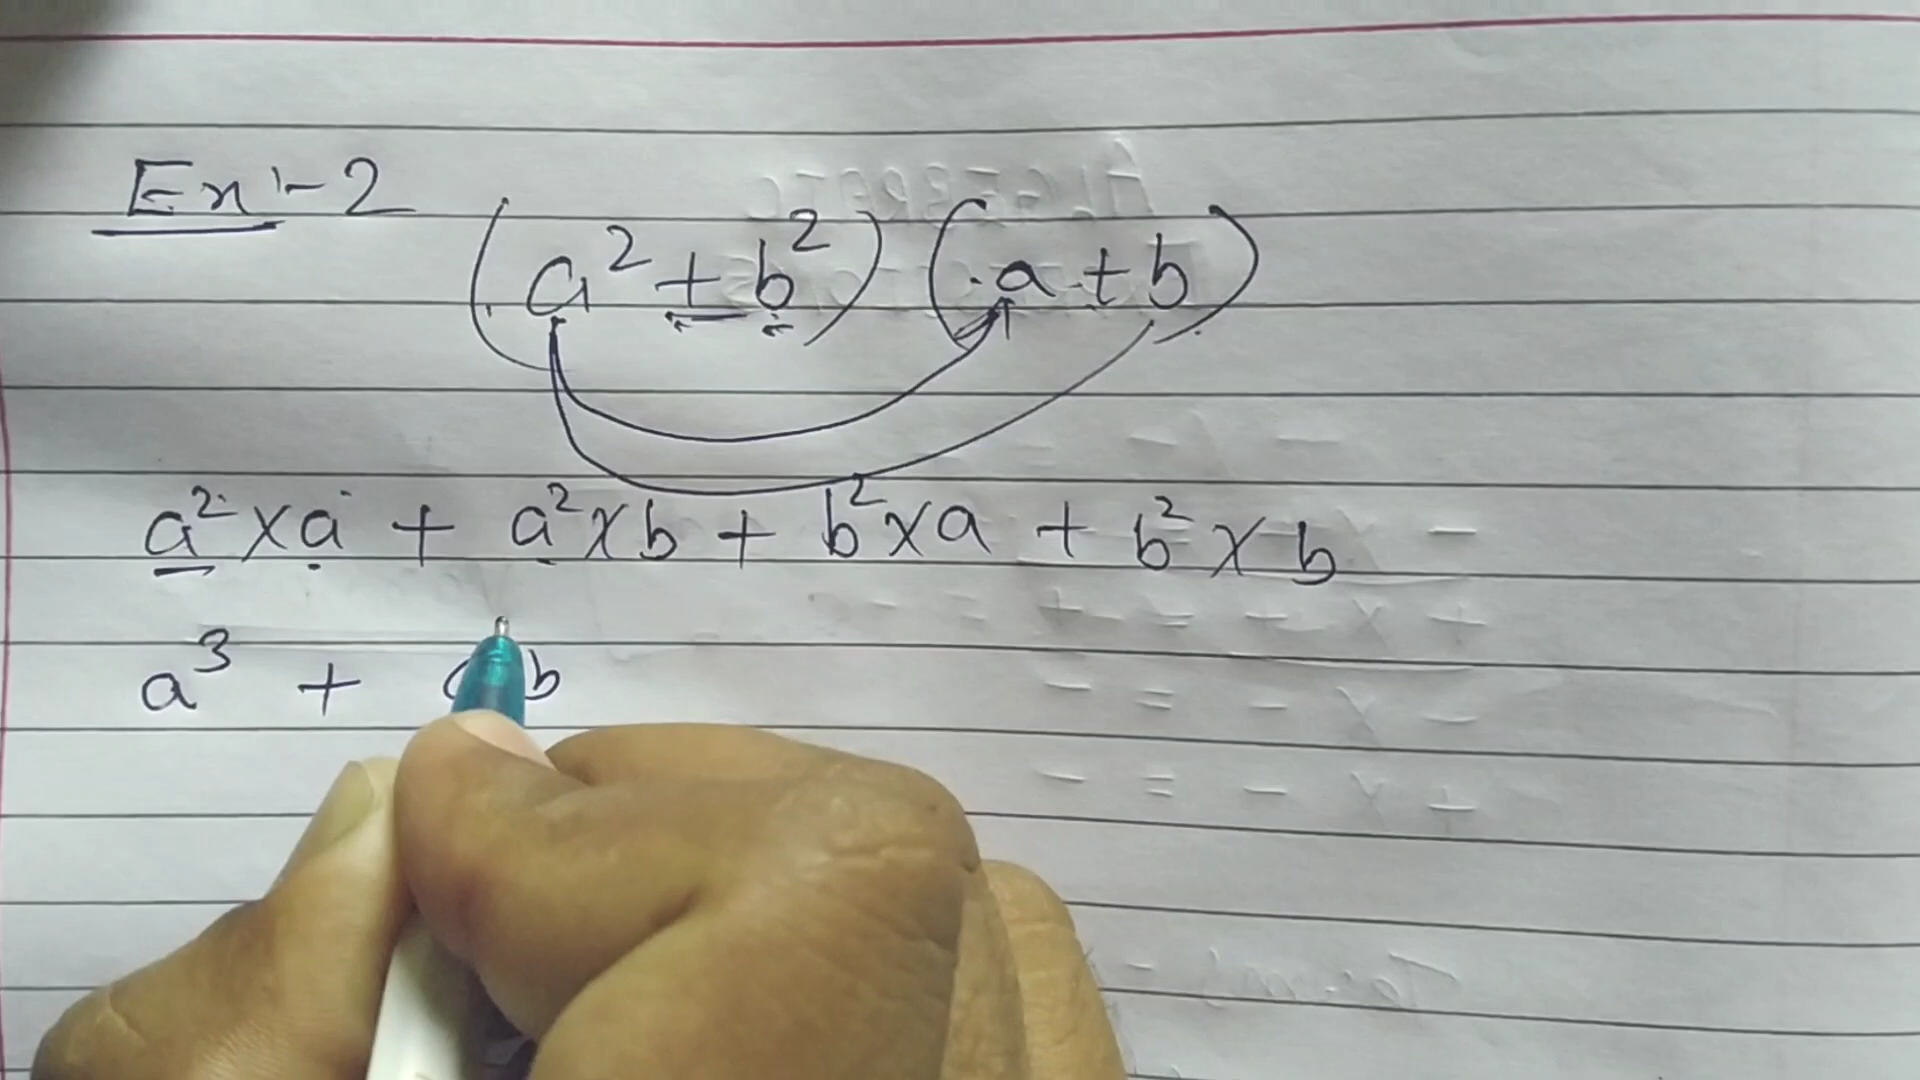 Ex:-2
(a² + b²) (a + b)
a² x a + a² x b + b² x a + b² x b
a³ + b